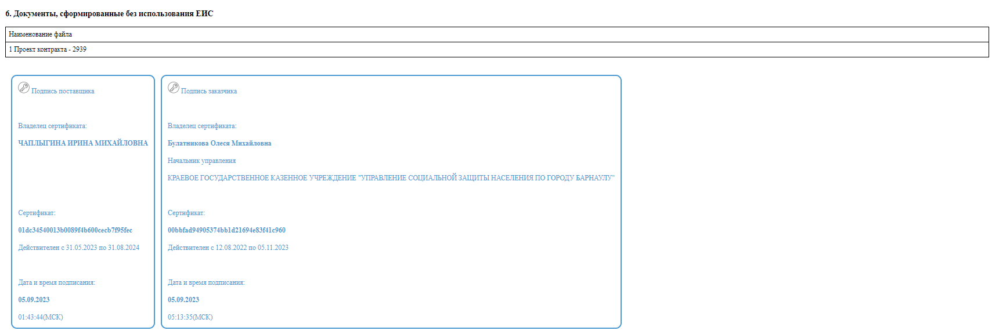 6. Документы, сформированные без использования ЕИС
Наименование файла
1 Проект контракта - 2939
Подпись поставщика
Владелец сертификата:
ЧАПЛЫГИНА ИРИНА МИХАЙЛОВНА
Сертификат:
01dc34540013b0089f4b600cecb7f95fec
Действителен с 31.05.2023 по 31.08.2024
Дата и время подписания:
05.09.2023
01:43:44(МСК)
Подпись заказчика
Владелец сертификата:
Булатникова Олеся Михайловна
Начальник управления
КРАЕВОЕ ГОСУДАРСТВЕННОЕ КАЗЕННОЕ УЧРЕЖДЕНИЕ "УПРАВЛЕНИЕ СОЦИАЛЬНОЙ ЗАЩИТЫ НАСЕЛЕНИЯ ПО ГОРОДУ БАРНАУЛУ"
Сертификат:
00bbfad94905374bb1d21694e83f41c960
Действителен с 12.08.2022 по 05.11.2023
Дата и время подписания:
05.09.2023
05:13:35(МСК)